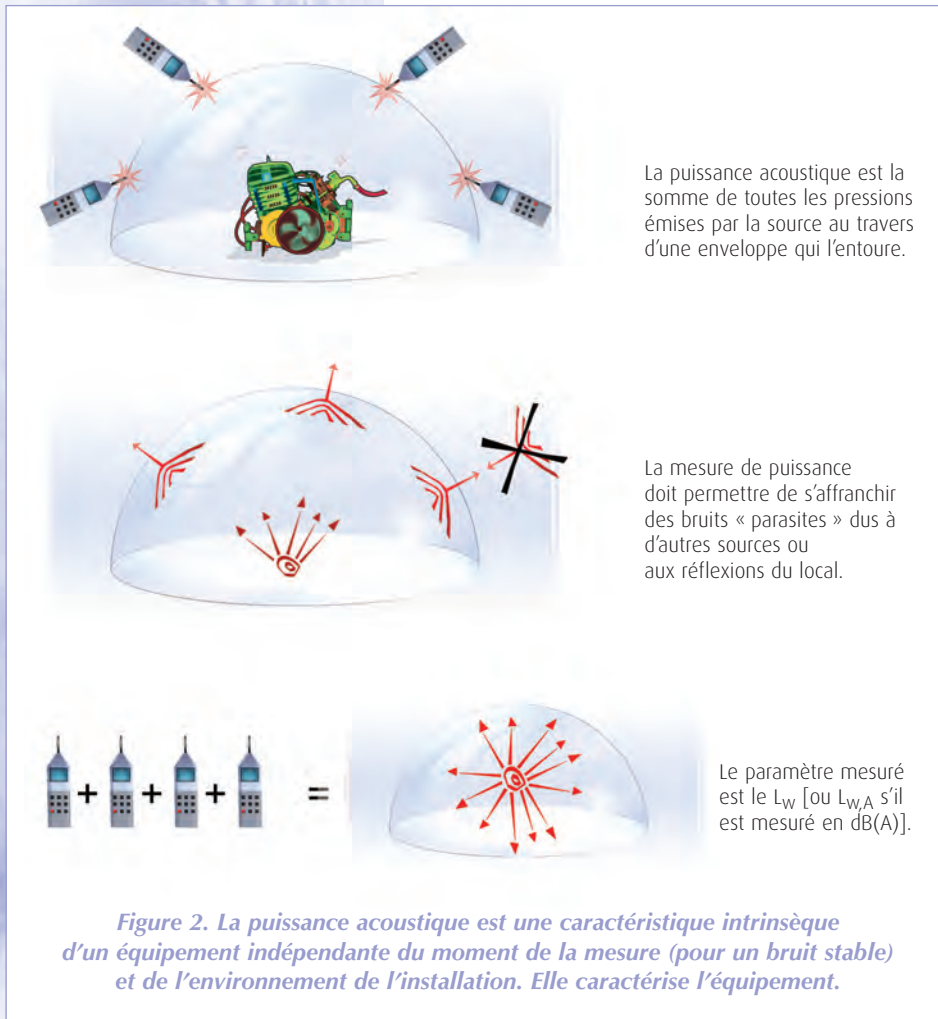 La puissance acoustique est la
somme de toutes les pressions
émises par la source au travers
d'une enveloppe qui l'entoure.
La mesure de puissance
doit permettre de s'affranchir
des bruits « parasites » dus à
d'autres sources ou
aux réflexions du local.
+ + + =
Le paramètre mesuré
est le LW [ou LW,A s'il
est mesuré en dB(A)].
Figure 2. La puissance acoustique est une caractéristique intrinsèque
d'un équipement indépendante du moment de la mesure (pour un bruit stable)
et de l'environnement de l'installation. Elle caractérise l'équipement.